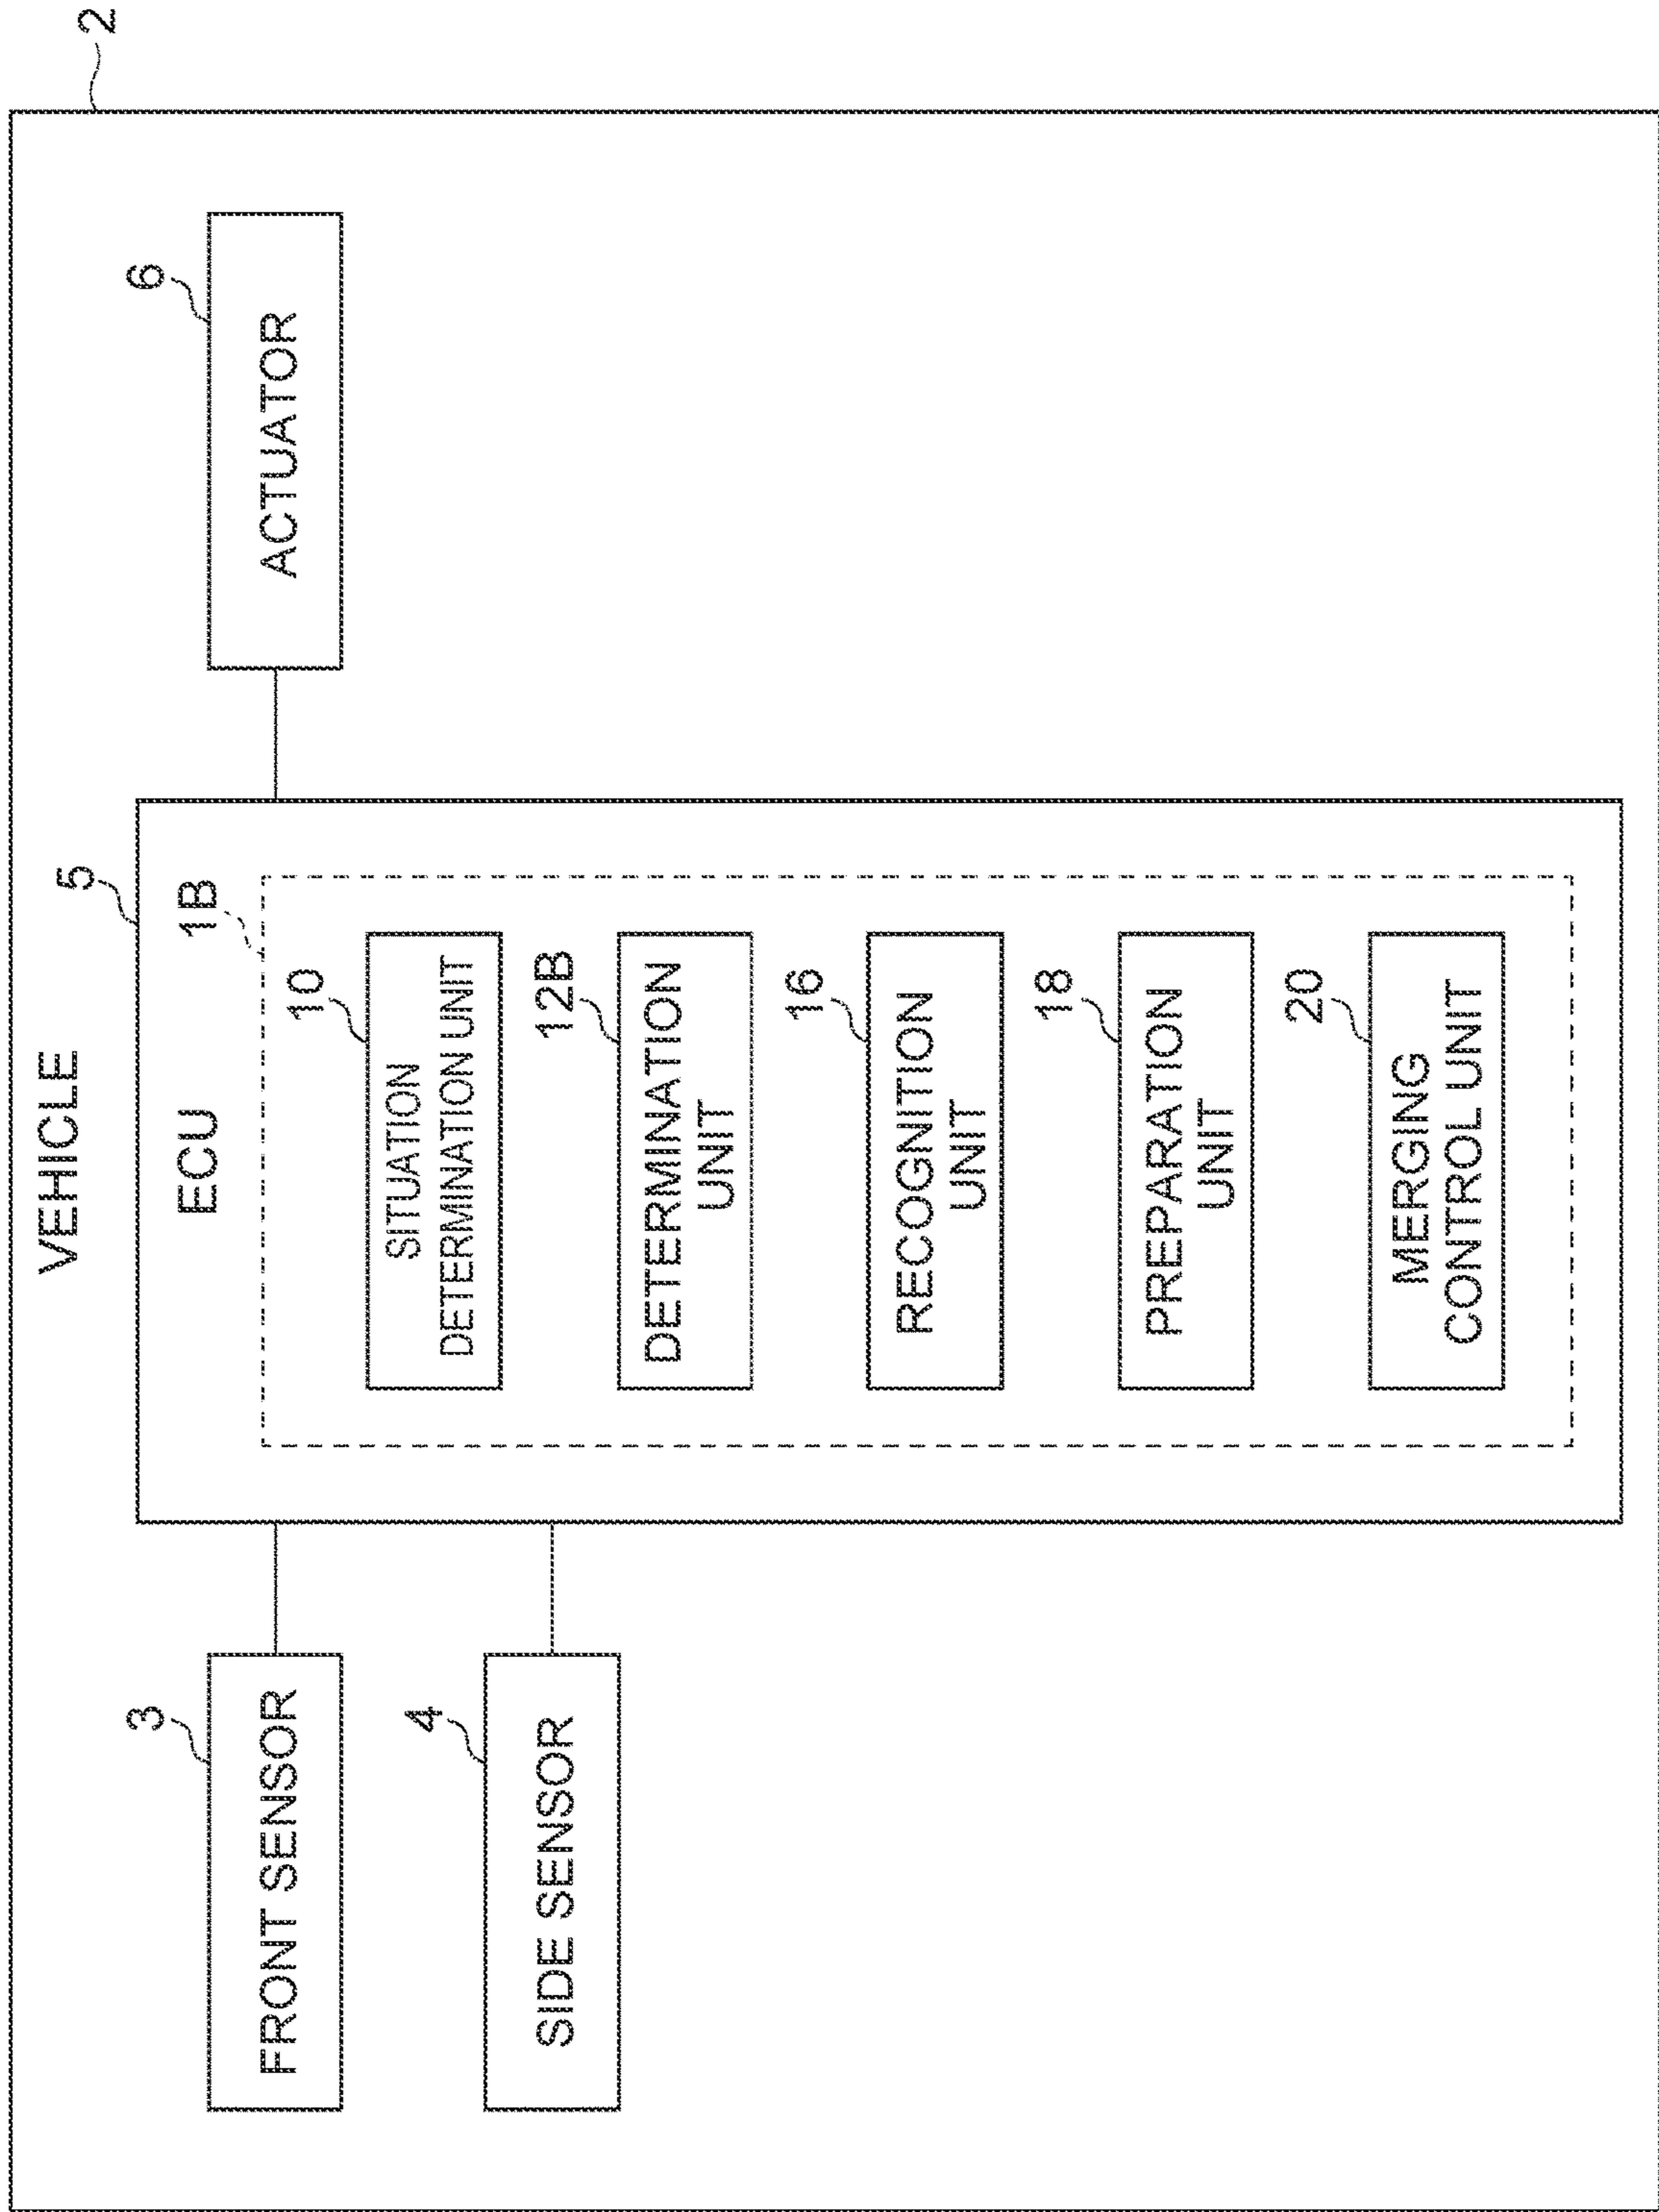 2
VEHICLE
5
ECU
1B
3
FRONT SENSOR
4
SIDE SENSOR
10
SITUATION
DETERMINATION UNIT
12B
DETERMINATION
UNIT
16
RECOGNITION
UNIT
18
PREPARATION
UNIT
20
MERGING
CONTROL UNIT
6
ACTUATOR